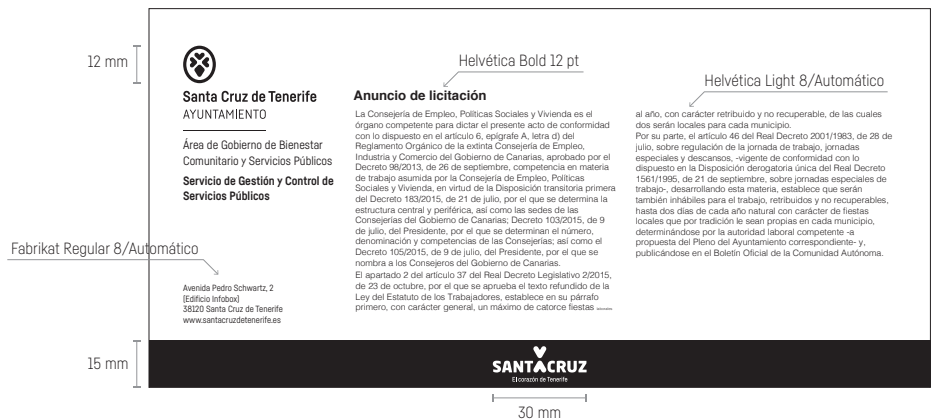 12 mm
Santa Cruz de Tenerife
AYUNTAMIENTO
Área de Gobierno de Bienestar
Comunitario y Servicios Públicos
Servicio de Gestión y Control de
Servicios Públicos
Fabrikat Regular 8/Automático
Avenida Pedro Schwartz, 2
[Edificio Infobox]
38120 Santa Cruz de Tenerife
www.santacruzdetenerife.es
Helvética Bold 12 pt
Anuncio de licitación
La Consejería de Empleo, Políticas Sociales y Vivienda es el
órgano competente para dictar el presente acto de conformidad
con lo dispuesto en el artículo 6, epígrafe A, letra d) del
Reglamento Orgánico de la extinta Consejería de Empleo,
Industria y Comercio del Gobierno de Canarias, aprobado por el
Decreto 98/2013, de 26 de septiembre, competencia en materia
de trabajo asumida por la Consejería de Empleo, Políticas
Sociales y Vivienda, en virtud de la Disposición transitoria primera
del Decreto 183/2015, de 21 de julio, por el que se determina la
estructura central y periférica, así como las sedes de las
Consejerías del Gobierno de Canarias; Decreto 103/2015, de 9
de julio, del Presidente, por el que se determinan el número,
denominación y competencias de las Consejerías; así como el
Decreto 105/2015, de 9 de julio, del Presidente, por el que se
nombra a los Consejeros del Gobierno de Canarias.
El apartado 2 del artículo 37 del Real Decreto Legislativo 2/2015,
de 23 de octubre, por el que se aprueba el texto refundido de la
Ley del Estatuto de los Trabajadores, establece en su párrafo
primero, con carácter general, un máximo de catorce fiestas
Helvética Light 8/Automático
al año, con carácter retribuido y no recuperable, de las cuales
dos serán locales para cada municipio.
Por su parte, el artículo 46 del Real Decreto 2001/1983, de 28 de
julio, sobre regulación de la jornada de trabajo, jornadas
especiales y descansos, -vigente de conformidad con lo
dispuesto en la Disposición derogatoria única del Real Decreto
1561/1995, de 21 de septiembre, sobre jornadas especiales de
trabajo-, desarrollando esta materia, establece que serán
también inhábiles para el trabajo, retribuidos y no recuperables,
hasta dos días de cada año natural con carácter de fiestas
locales que por tradición le sean propias en cada municipio,
determinándose por la autoridad laboral competente -a
propuesta del Pleno del Ayuntamiento correspondiente- y,
publicándose en el Boletín Oficial de la Comunidad Autónoma.
15 mm
SANTACRUZ
El corazón de Tenerife
30 mm